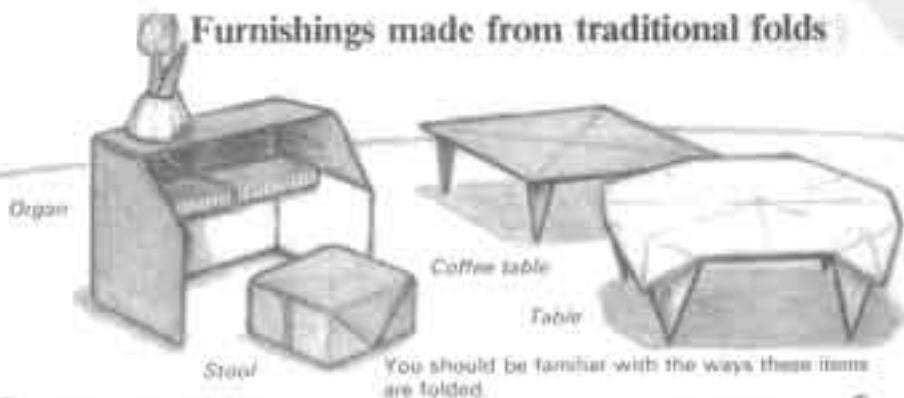 Furnishings made from traditional folds
Organ
Coffee table
Table
Stool
You should be familiar with the ways these items
are folded.